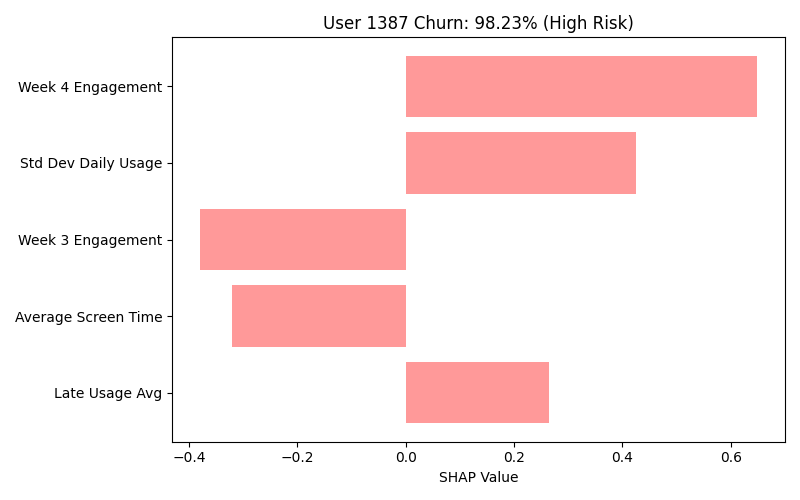 User 1387 Churn: 98.23% (High Risk)
Week 4 Engagement
Std Dev Daily Usage
Week 3 Engagement
Average Screen Time
Late Usage Avg
−0.4 −0.2 0.0 0.2 0.4 0.6
SHAP Value